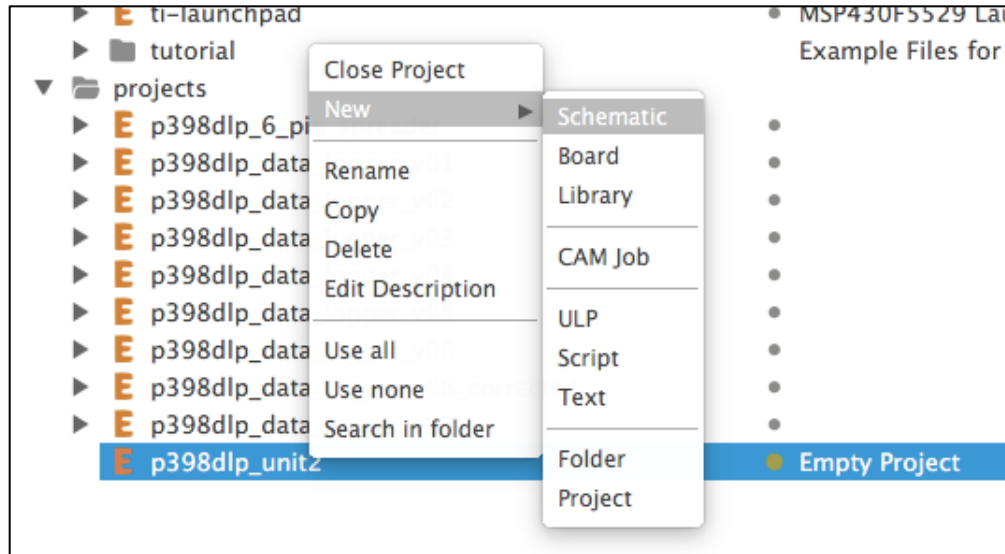 ti-launchpad
MSP430F5529 Lau
tutorial
Example Files for
projects
p398dlp_6_pi
p398dlp_data
p398dlp_data
p398dlp_data
p398dlp_data
p398dlp_data
p398dlp_data
p398dlp_data
p398dlp_data
p398dlp_unit2
Empty Project
Close Project
New
Rename
Copy
Delete
Edit Description
Use all
Use none
Search in folder
Schematic
Board
Library
CAM Job
ULP
Script
Text
Folder
Project